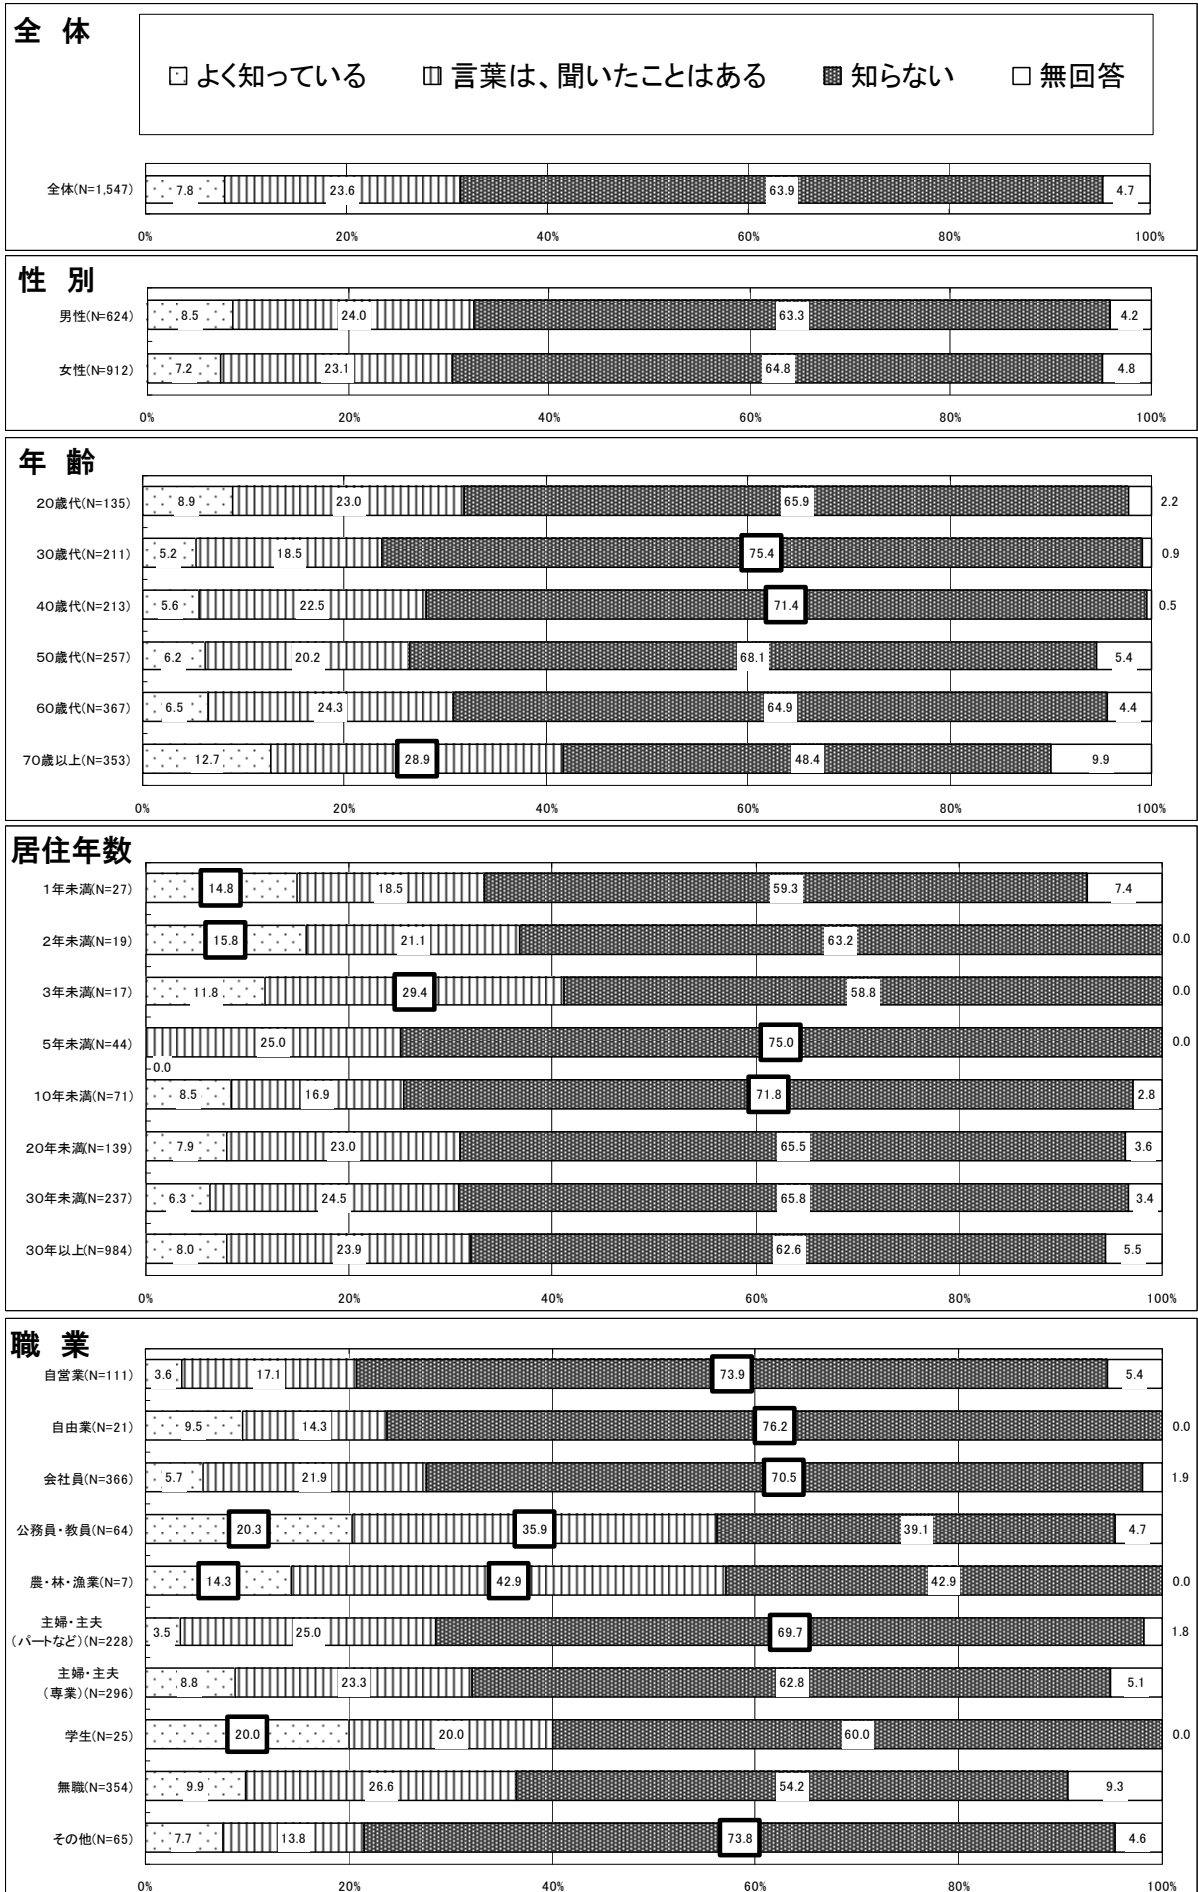 全 体
よく知っている 言葉は、聞いたことはある 知らない 無回答
全体(N=1,547) 7.8 23.6 63.9 4.7
0% 20% 40% 60% 80% 100%
性 別
男性(N=624) 8.5 24.0 63.3 4.2
女性(N=912) 7.2 23.1 64.8 4.8
0% 20% 40% 60% 80% 100%
年 齢
20歳代(N=135) 8.9 23.0 65.9 2.2
30歳代(N=211) 5.2 18.5 75.4 0.9
40歳代(N=213) 5.6 22.5 71.4 0.5
50歳代(N=257) 6.2 20.2 68.1 5.4
60歳代(N=367) 6.5 24.3 64.9 4.4
70歳以上(N=353) 12.7 28.9 48.4 9.9
0% 20% 40% 60% 80% 100%
居住年数
1年未満(N=27) 14.8 18.5 59.3 7.4
2年未満(N=19) 15.8 21.1 63.2 0.0
3年未満(N=17) 11.8 29.4 58.8 0.0
5年未満(N=44) 25.0 75.0 0.0
0.0
10年未満(N=71) 8.5 16.9 71.8 2.8
20年未満(N=139) 7.9 23.0 65.5 3.6
30年未満(N=237) 6.3 24.5 65.8 3.4
30年以上(N=984) 8.0 23.9 62.6 5.5
0% 20% 40% 60% 80% 100%
職 業
自営業(N=111) 3.6 17.1 73.9 5.4
自由業(N=21) 9.5 14.3 76.2 0.0
会社員(N=366) 5.7 21.9 70.5 1.9
公務員・教員(N=64) 20.3 35.9 39.1 4.7
農・林・漁業(N=7) 14.3 42.9 42.9 0.0
主婦・主夫
(パートなど)(N=228) 3.5 25.0 69.7 1.8
主婦・主夫
(専業)(N=296) 8.8 23.3 62.8 5.1
学生(N=25) 20.0 20.0 60.0 0.0
無職(N=354) 9.9 26.6 54.2 9.3
その他(N=65) 7.7 13.8 73.8 4.6
0% 20% 40% 60% 80% 100%